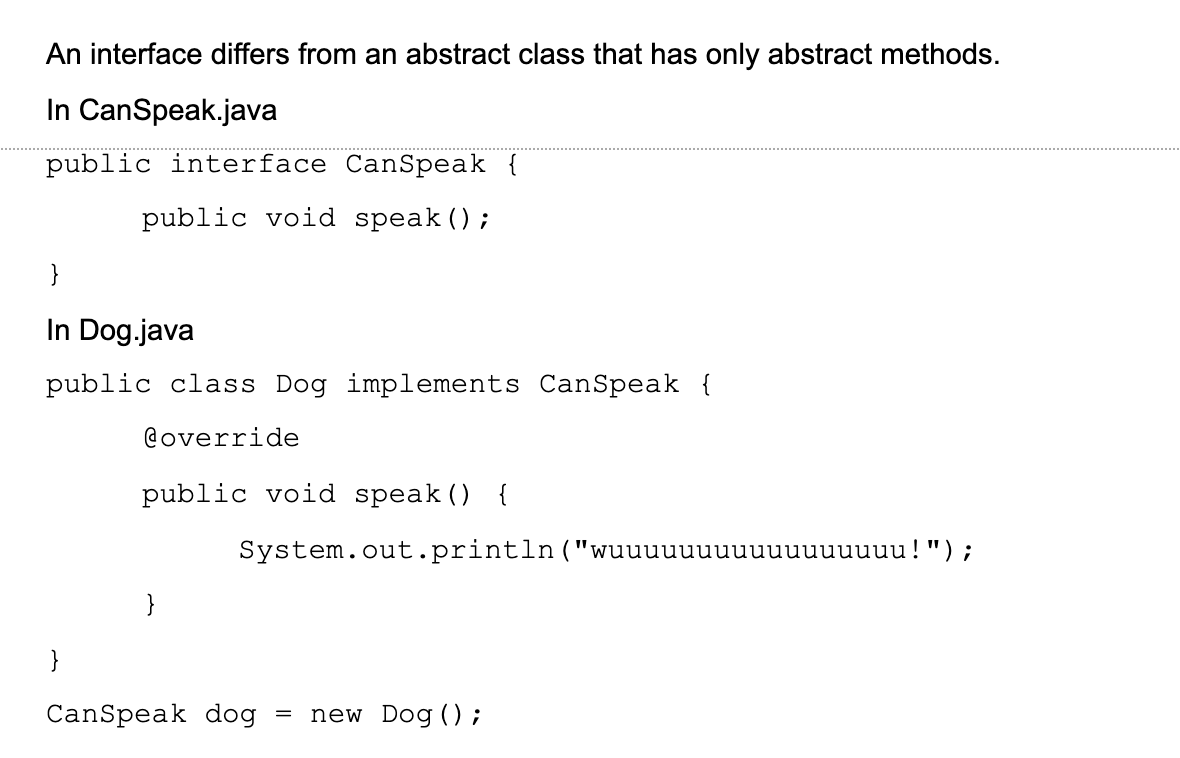 An interface differs from an abstract class that has only abstract methods.
In CanSpeak.java
public interface CanSpeak {
public void speak();
}
In Dog.java
public class Dog implements CanSpeak {
@override
public void speak() {
System.out.println("wuuuuuuuuuuuuuuuuu!");
}
}
CanSpeak dog = new Dog();